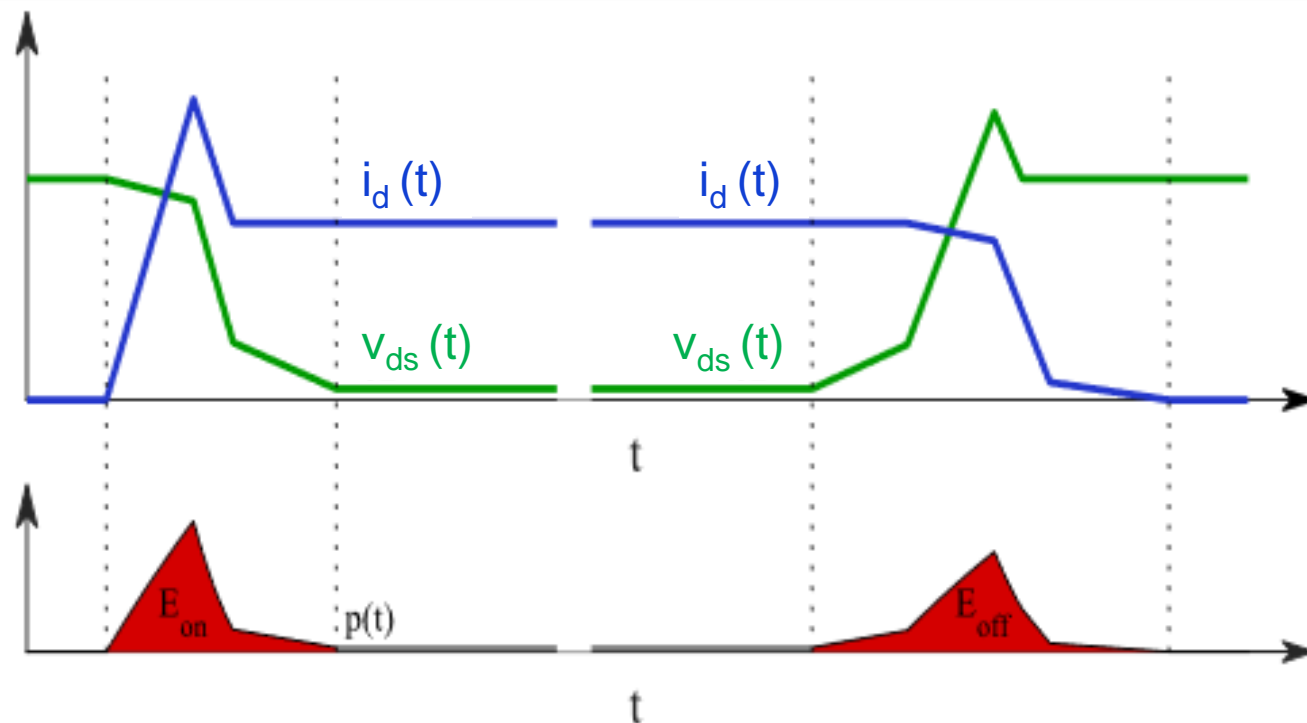 i_d (t)
i_d (t)
v_ds (t)
v_ds (t)
t
E_on
p(t)
E_off
t